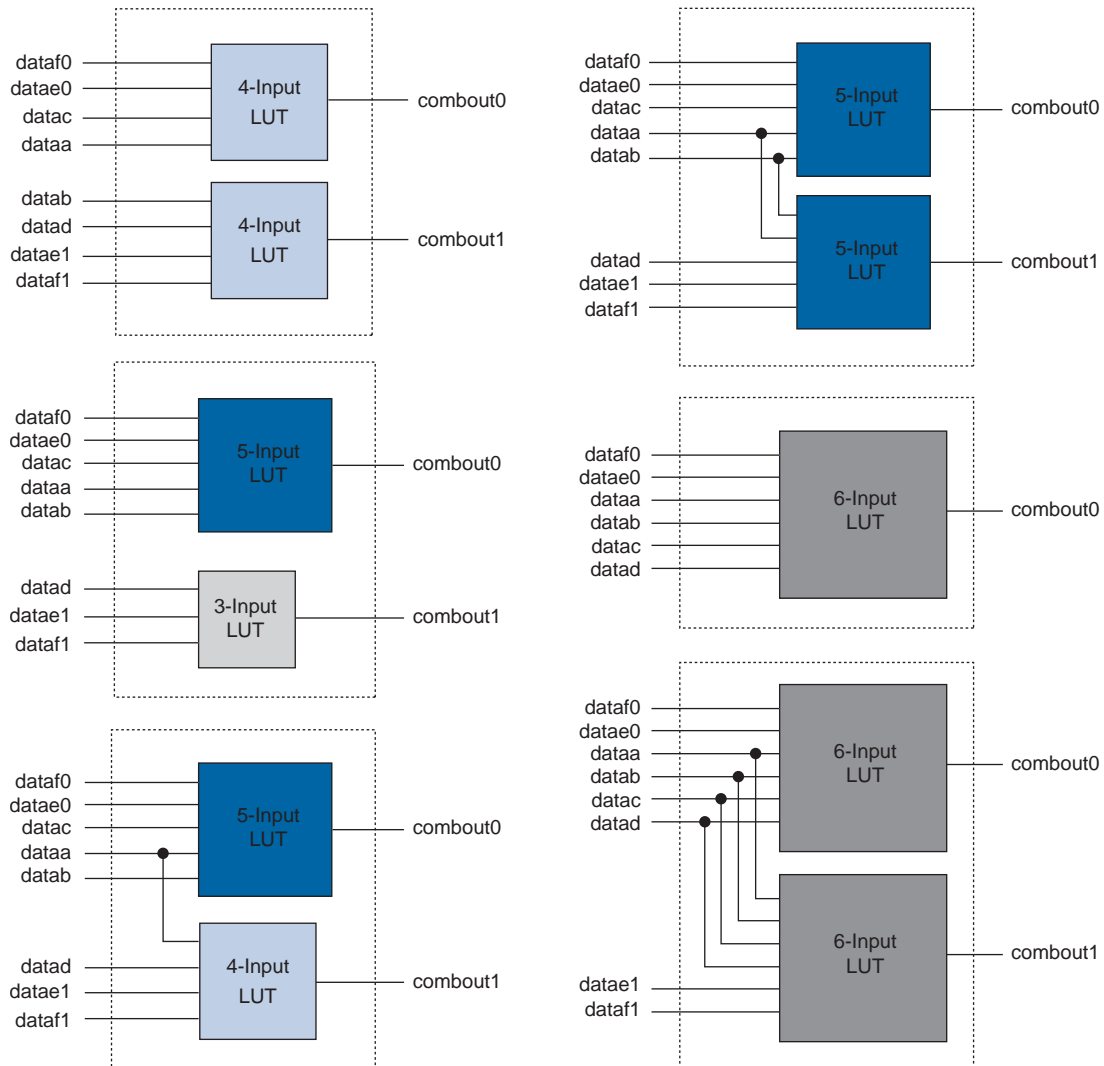 dataf0
datae0
datac
dataa
4-Input
LUT
combout0
datab
datad
datae1
dataf1
4-Input
LUT
combout1
dataf0
datae0
datac
dataa
datab
5-Input
LUT
combout0
datad
datae1
dataf1
3-Input
LUT
combout1
dataf0
datae0
datac
dataa
datab
5-Input
LUT
combout0
datad
datae1
dataf1
4-Input
LUT
combout1
dataf0
datae0
datac
dataa
datab
5-Input
LUT
combout0
datad
datae1
dataf1
5-Input
LUT
combout1
dataf0
datae0
dataa
datab
datac
datad
6-Input
LUT
combout0
dataf0
datae0
dataa
datab
datac
datad
6-Input
LUT
combout0
datae1
dataf1
6-Input
LUT
combout1